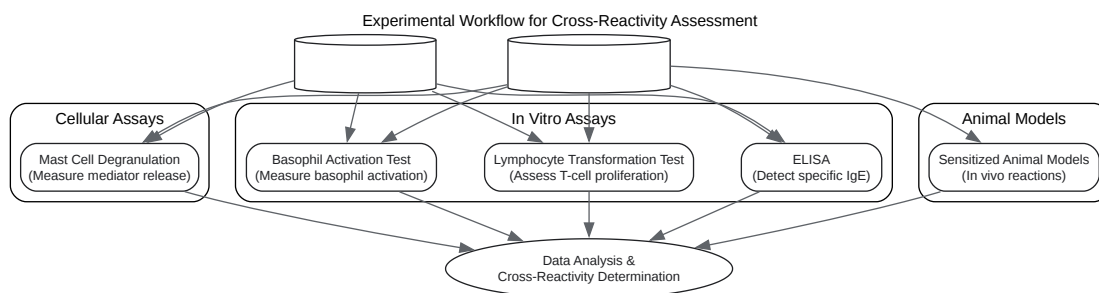 Experimental Workflow for Cross-Reactivity Assessment
Cellular Assays
In Vitro Assays
Animal Models
Mast Cell Degranulation
(Measure mediator release)
Basophil Activation Test
(Measure basophil activation)
Lymphocyte Transformation Test
(Assess T-cell proliferation)
ELISA
(Detect specific IgE)
Sensitized Animal Models
(In vivo reactions)
Data Analysis &
Cross-Reactivity Determination